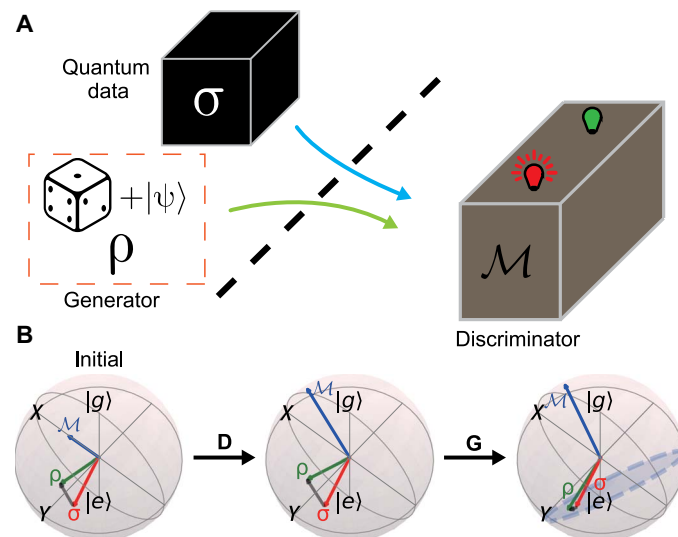 A
Quantum
data
σ
+|ψ⟩
ρ
Generator
ℳ
Discriminator
B
Initial
X
|g⟩
ℳ
ρ
|e⟩
Y
σ
D
ℳ
X
|g⟩
ρ
|e⟩
Y
σ
G
X
ℳ
|g⟩
ρ
σ
|e⟩
Y